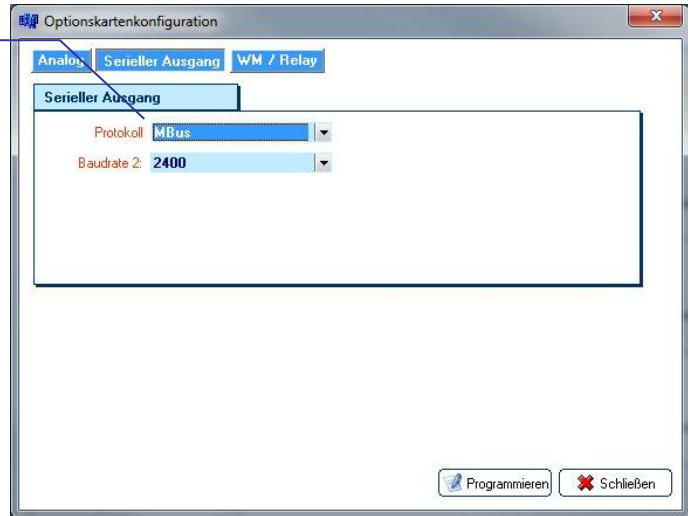 Optionskartenkonfiguration
Analog Serieller Ausgang WM / Relay
Serieller Ausgang
Protokoll MBus
Baudrate 2: 2400
Programmieren Schließen